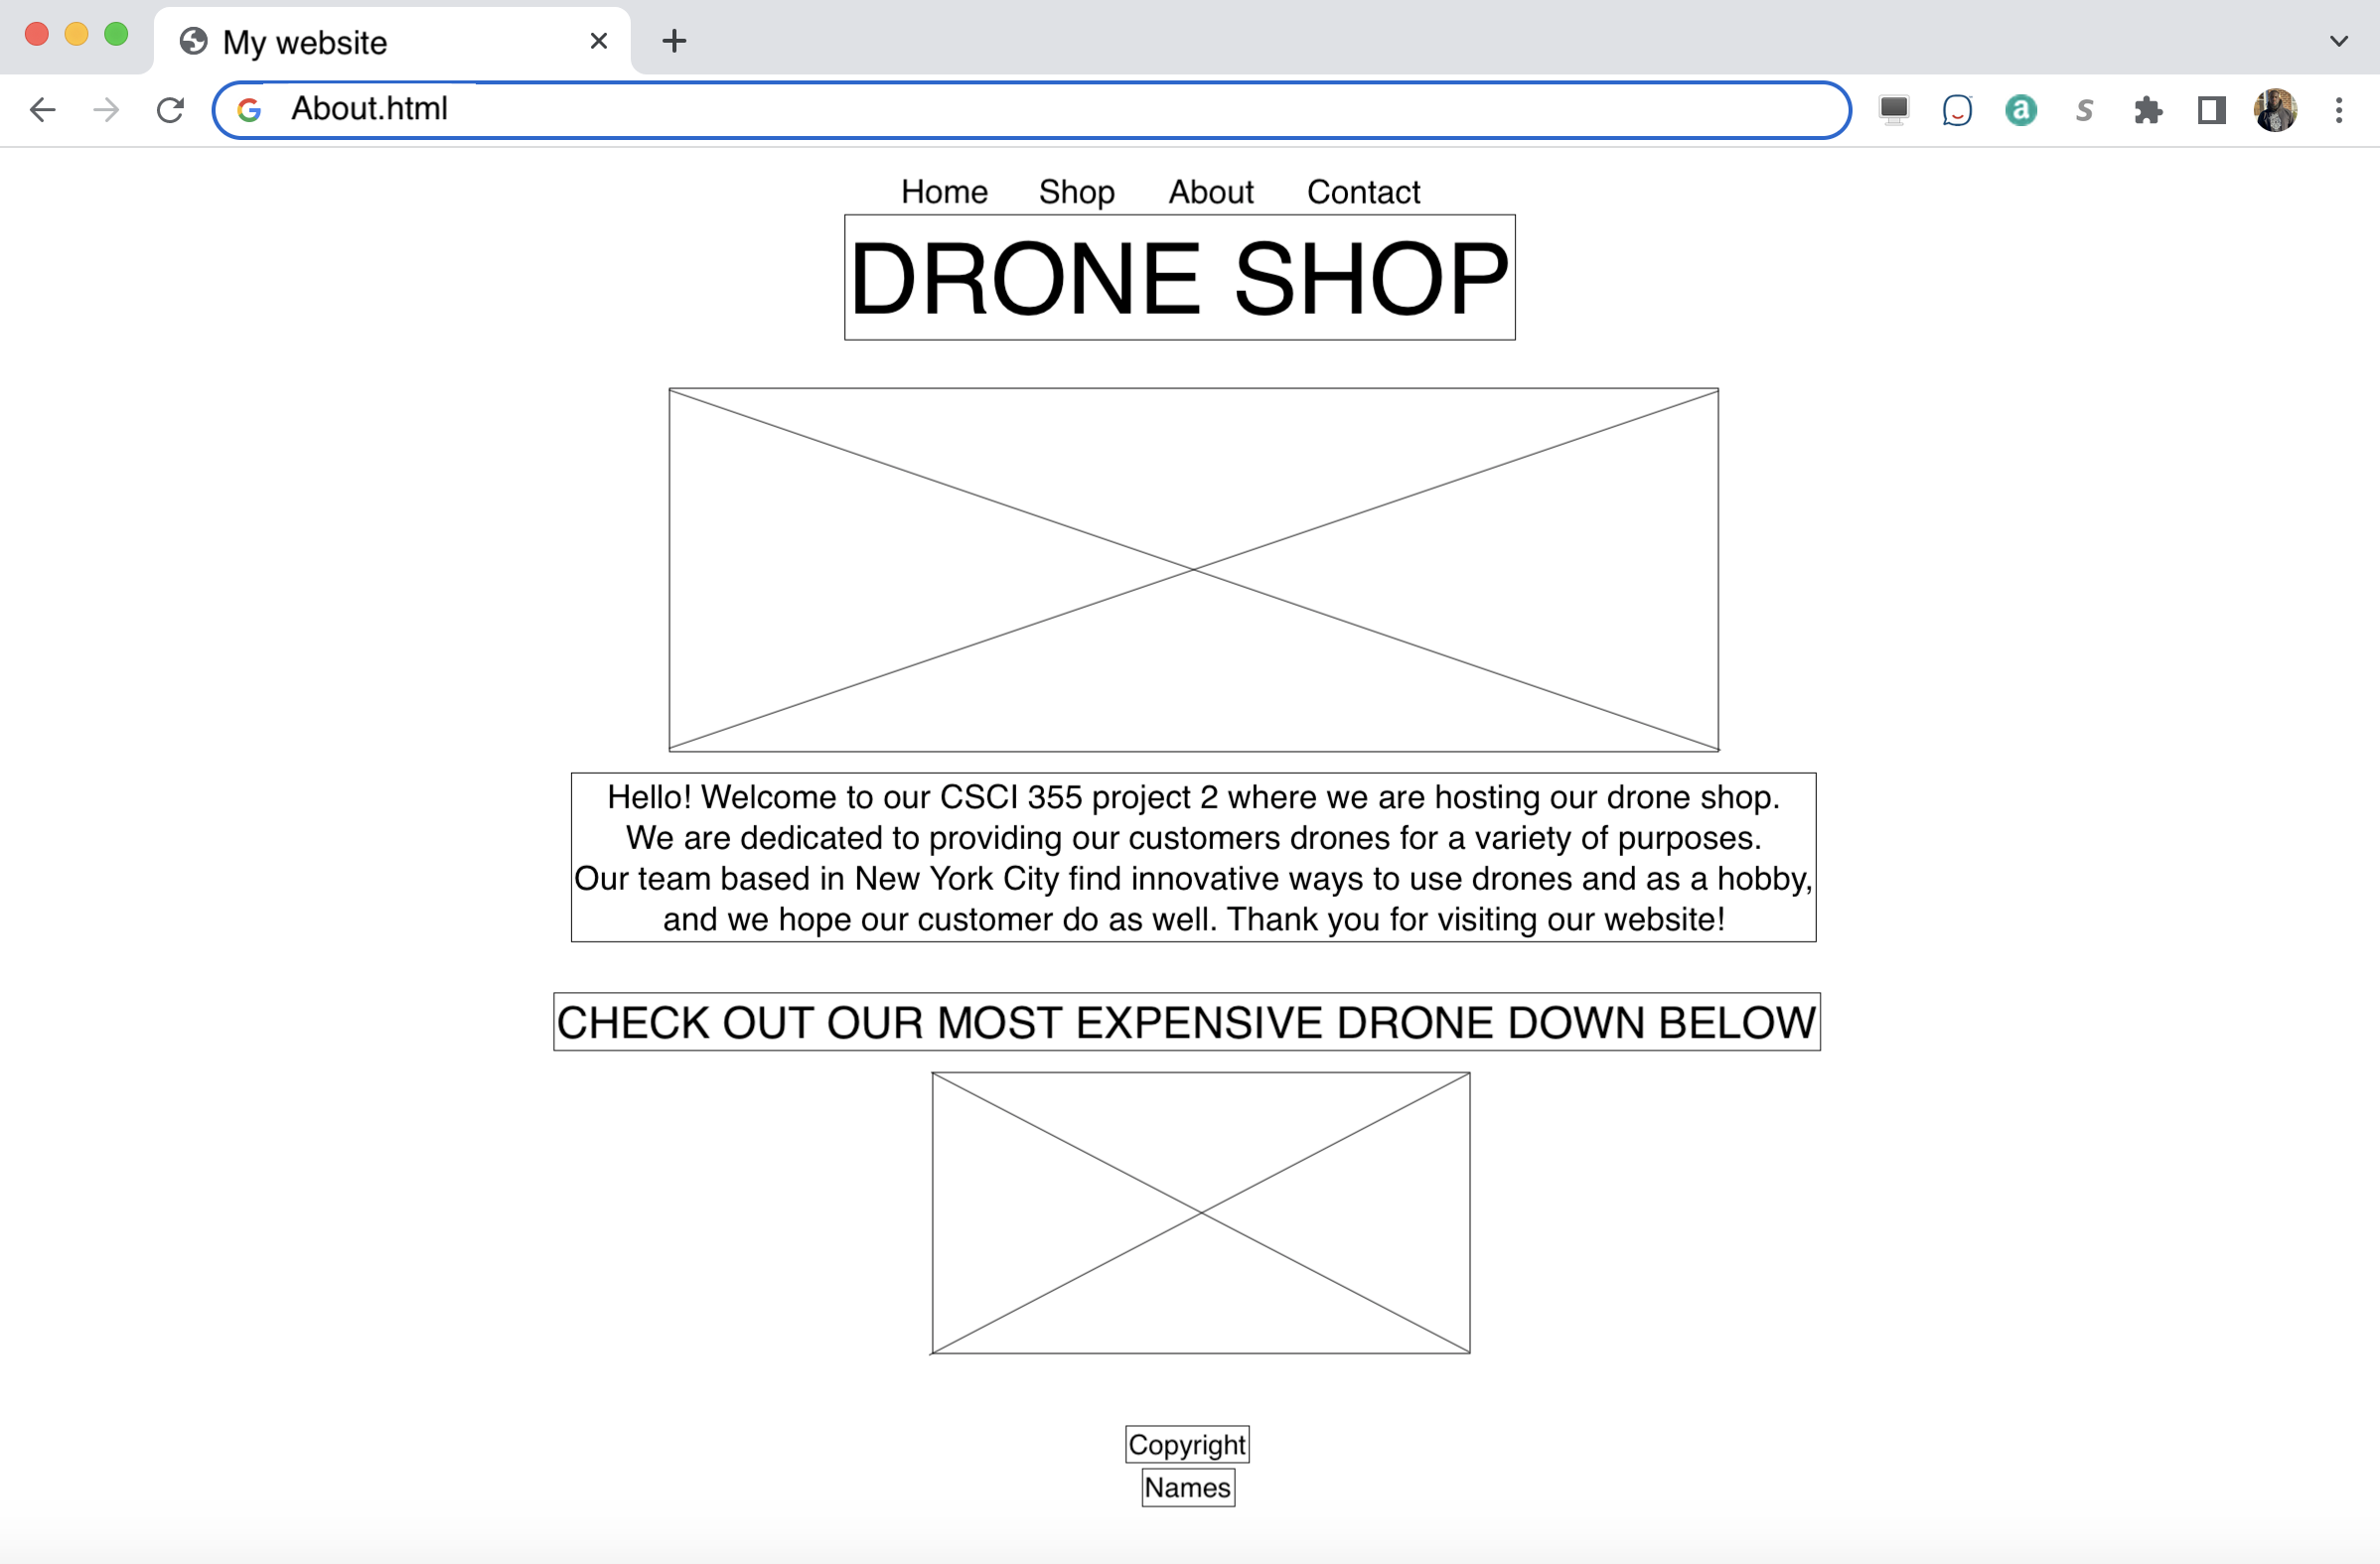 My website
About.html
Home Shop About Contact
DRONE SHOP
Hello! Welcome to our CSCI 355 project 2 where we are hosting our drone shop.
We are dedicated to providing our customers drones for a variety of purposes.
Our team based in New York City find innovative ways to use drones and as a hobby,
and we hope our customer do as well. Thank you for visiting our website!
CHECK OUT OUR MOST EXPENSIVE DRONE DOWN BELOW
Copyright
Names